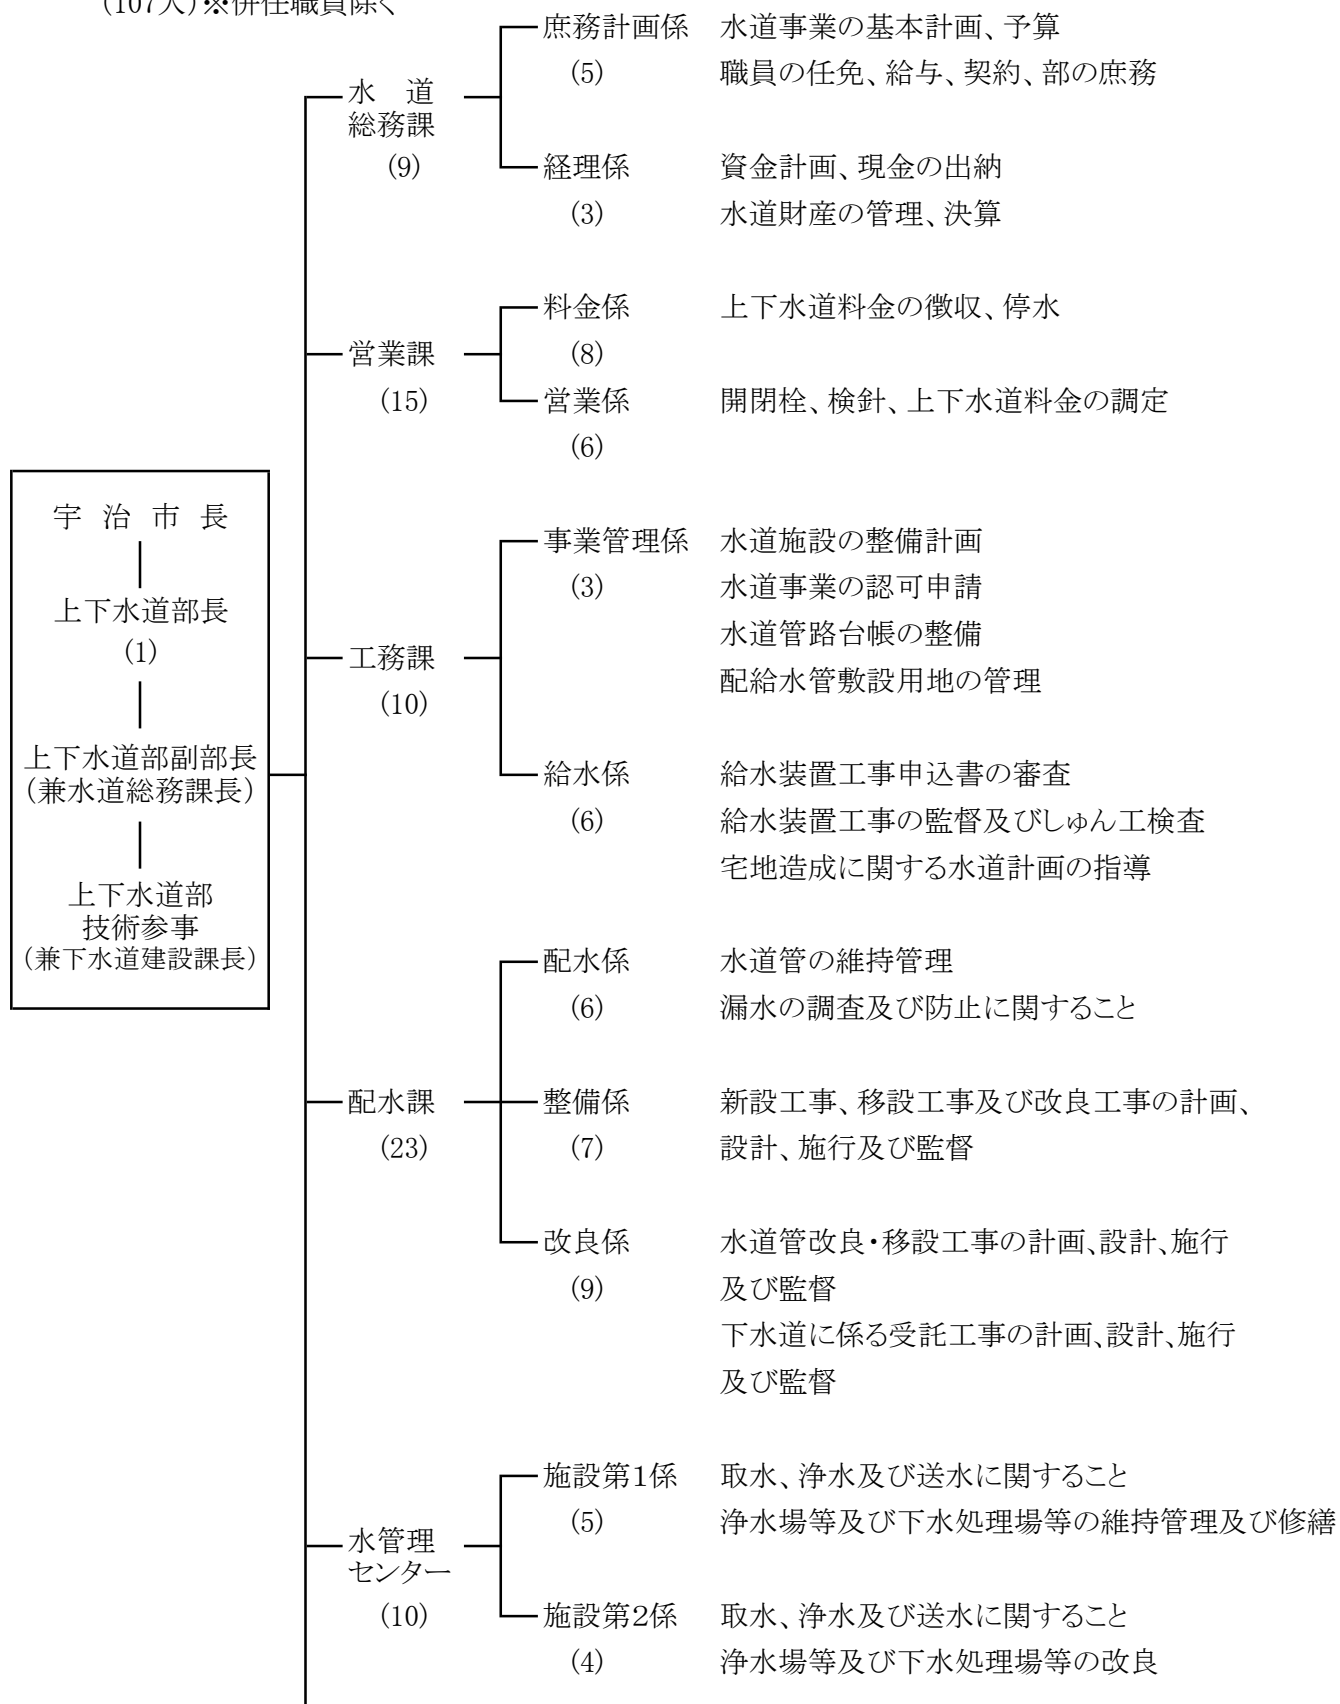 (107人)※併任職員除く
庶務計画係 水道事業の基本計画、予算
(5) 職員の任免、給与、契約、部の庶務
水 道
総務課
(9)
経理係 資金計画、現金の出納
(3) 水道財産の管理、決算
料金係 上下水道料金の徴収、停水
(8)
営業課
(15)
営業係 開閉栓、検針、上下水道料金の調定
(6)
宇 治 市 長
上下水道部長
(1)
上下水道部副部長
(兼水道総務課長)
上下水道部
技術参事
(兼下水道建設課長)
事業管理係 水道施設の整備計画
(3) 水道事業の認可申請
水道管路台帳の整備
配給水管敷設用地の管理
工務課
(10)
給水係 給水装置工事申込書の審査
(6) 給水装置工事の監督及びしゅん工検査
宅地造成に関する水道計画の指導
配水係 水道管の維持管理
(6) 漏水の調査及び防止に関すること
配水課
(23)
整備係 新設工事、移設工事及び改良工事の計画、
(7) 設計、施行及び監督
改良係 水道管改良・移設工事の計画、設計、施行
(9) 及び監督
下水道に係る受託工事の計画、設計、施行
及び監督
施設第1係 取水、浄水及び送水に関すること
(5) 浄水場等及び下水処理場等の維持管理及び修繕
水管理
センター
(10)
施設第2係 取水、浄水及び送水に関すること
(4) 浄水場等及び下水処理場等の改良